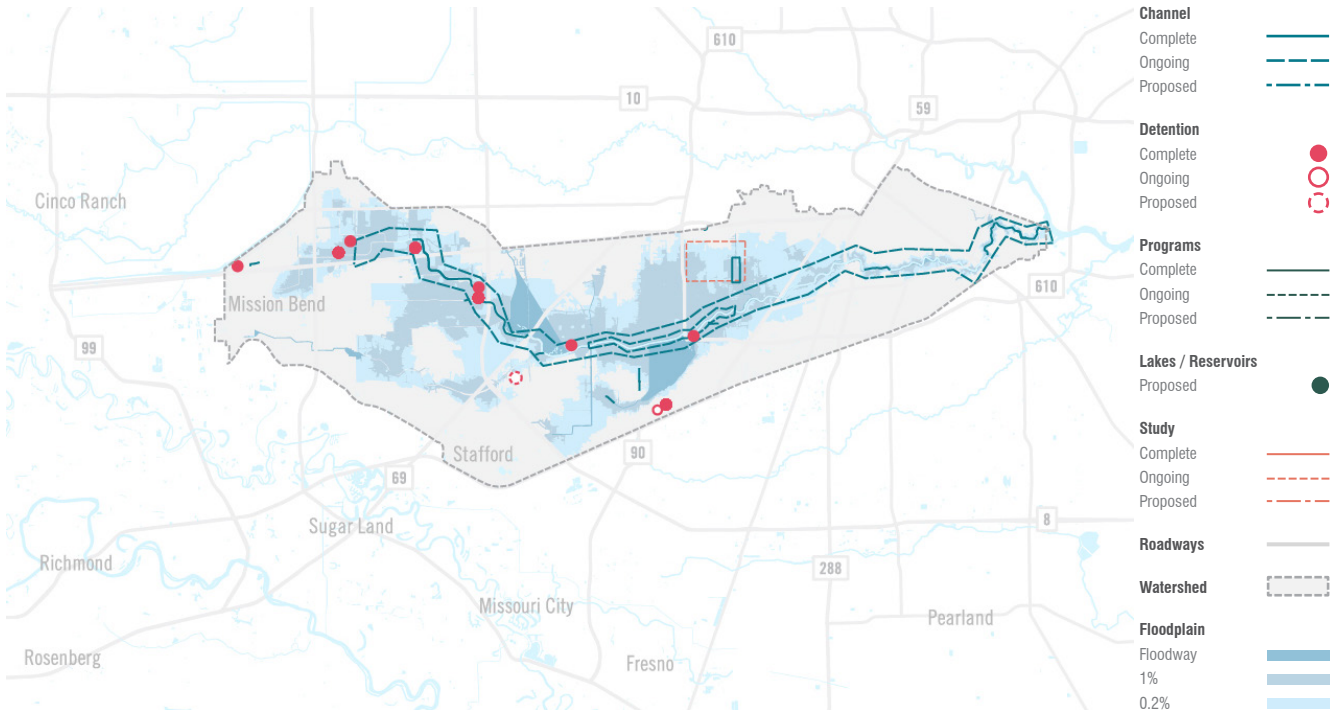 610
10
59
Cinco Ranch
Mission Bend
610
99
Stafford
90
69
Sugar Land
8
Richmond
288
Missouri City
Pearland
Rosenberg
Fresno
Channel
Complete
Ongoing
Proposed
Detention
Complete
Ongoing
Proposed
Programs
Complete
Ongoing
Proposed
Lakes / Reservoirs
Proposed
Study
Complete
Ongoing
Proposed
Roadways
Watershed
Floodplain
Floodway
1%
0.2%